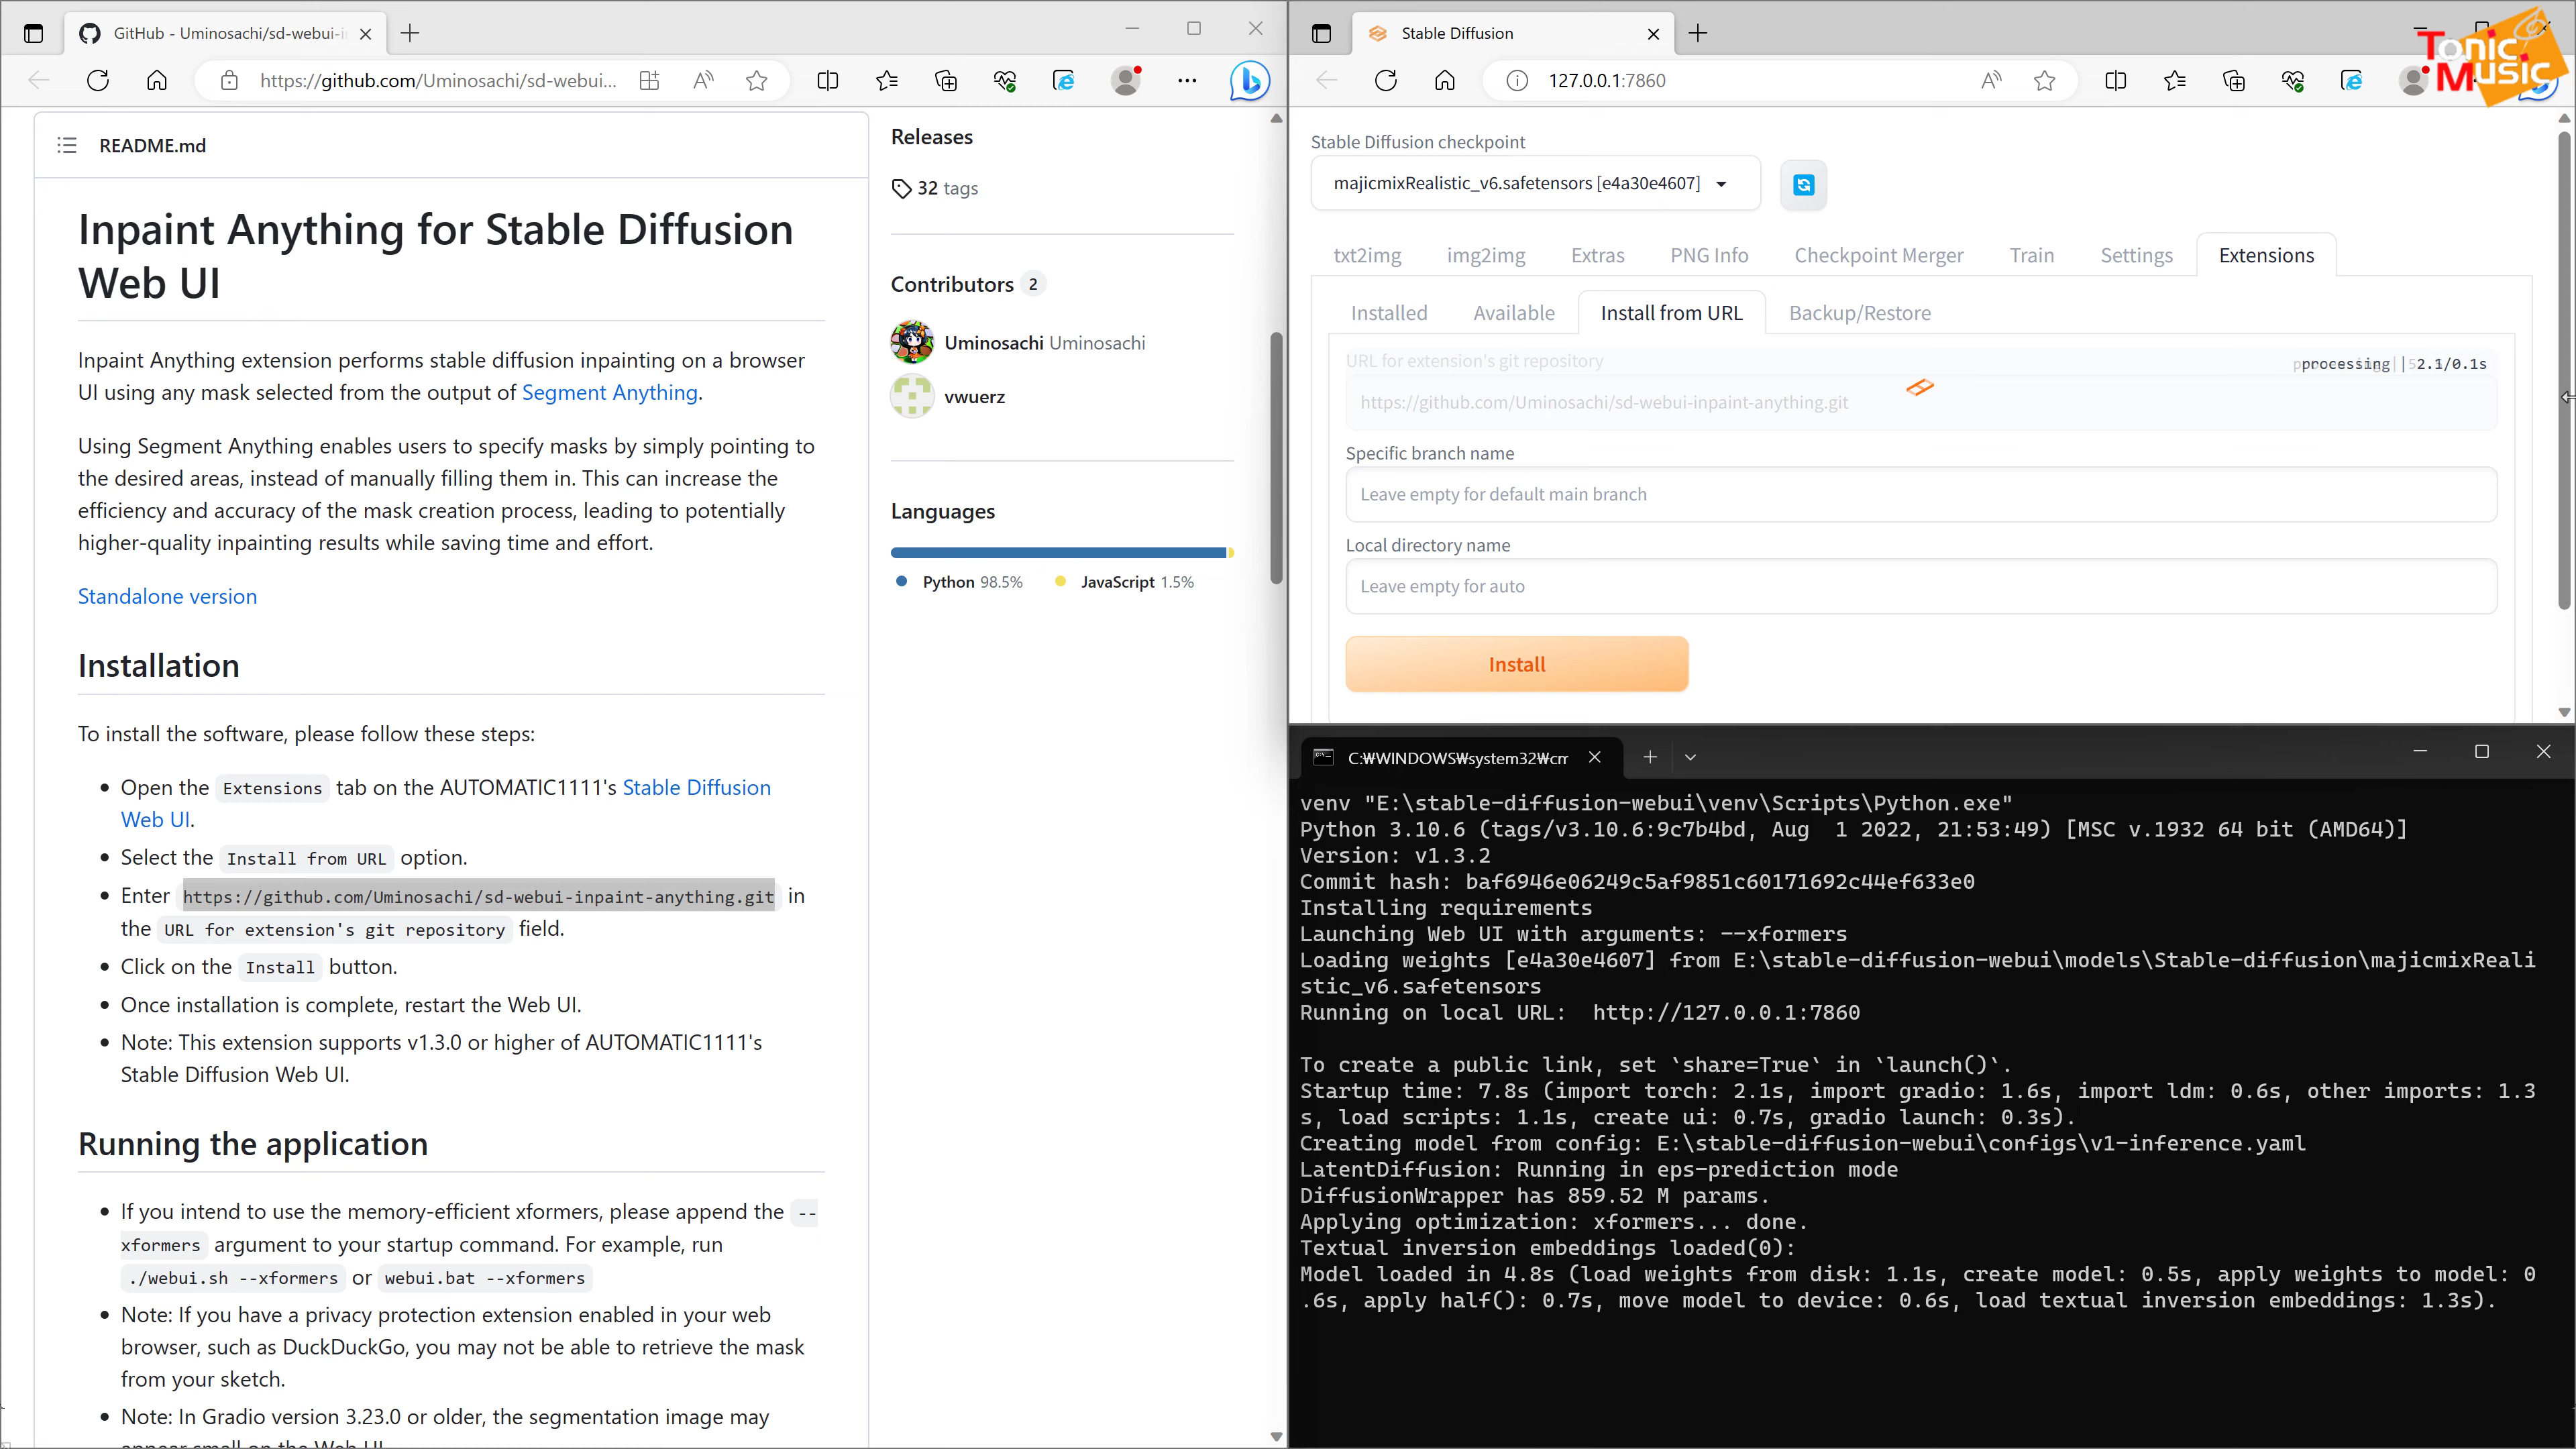 GitHub - Uminosachi/sd-webui-i
https://github.com/Uminosachi/sd-webui...
README.md
Inpaint Anything for Stable Diffusion
Web UI
Inpaint Anything extension performs stable diffusion inpainting on a browser
UI using any mask selected from the output of Segment Anything.
Using Segment Anything enables users to specify masks by simply pointing to
the desired areas, instead of manually filling them in. This can increase the
efficiency and accuracy of the mask creation process, leading to potentially
higher-quality inpainting results while saving time and effort.
Standalone version
Installation
To install the software, please follow these steps:
Open the Extensions tab on the AUTOMATIC1111's Stable Diffusion
Web UI.
Select the Install from URL option.
Enter https://github.com/Uminosachi/sd-webui-inpaint-anything.git in
the URL for extension's git repository field.
Click on the Install button.
Once installation is complete, restart the Web UI.
Note: This extension supports v1.3.0 or higher of AUTOMATIC1111's
Stable Diffusion Web UI.
Running the application
If you intend to use the memory-efficient xformers, please append the --
xformers argument to your startup command. For example, run
./webui.sh --xformers or webui.bat --xformers
Note: If you have a privacy protection extension enabled in your web
browser, such as DuckDuckGo, you may not be able to retrieve the mask
from your sketch.
Note: In Gradio version 3.23.0 or older, the segmentation image may
appear small on the Web UI.
Releases
32 tags
Contributors 2
Uminosachi Uminosachi
vwuerz
Languages
Python 98.5% JavaScript 1.5%
Stable Diffusion
Tonic
Music
127.0.0.1:7860
Stable Diffusion checkpoint
majicmixRealistic_v6.safetensors [e4a30e4607]
txt2img img2img Extras PNG Info Checkpoint Merger Train Settings Extensions
Installed Available Install from URL Backup/Restore
URL for extension's git repository
processing | 2.1/0.1s
https://github.com/Uminosachi/sd-webui-inpaint-anything.git
Specific branch name
Leave empty for default main branch
Local directory name
Leave empty for auto
Install
C:₩WINDOWS₩system32₩cm
venv "E:\stable-diffusion-webui\venv\Scripts\Python.exe"
Python 3.10.6 (tags/v3.10.6:9c7b4bd, Aug  1 2022, 21:53:49) [MSC v.1932 64 bit (AMD64)]
Version: v1.3.2
Commit hash: baf6946e06249c5af9851c60171692c44ef633e0
Installing requirements
Launching Web UI with arguments: --xformers
Loading weights [e4a30e4607] from E:\stable-diffusion-webui\models\Stable-diffusion\majicmixReali
stic_v6.safetensors
Running on local URL:  http://127.0.0.1:7860
To create a public link, set `share=True` in `launch()`.
Startup time: 7.8s (import torch: 2.1s, import gradio: 1.6s, import ldm: 0.6s, other imports: 1.3
s, load scripts: 1.1s, create ui: 0.7s, gradio launch: 0.3s).
Creating model from config: E:\stable-diffusion-webui\configs\v1-inference.yaml
LatentDiffusion: Running in eps-prediction mode
DiffusionWrapper has 859.52 M params.
Applying optimization: xformers... done.
Textual inversion embeddings loaded(0):
Model loaded in 4.8s (load weights from disk: 1.1s, create model: 0.5s, apply weights to model: 0
.6s, apply half(): 0.7s, move model to device: 0.6s, load textual inversion embeddings: 1.3s).